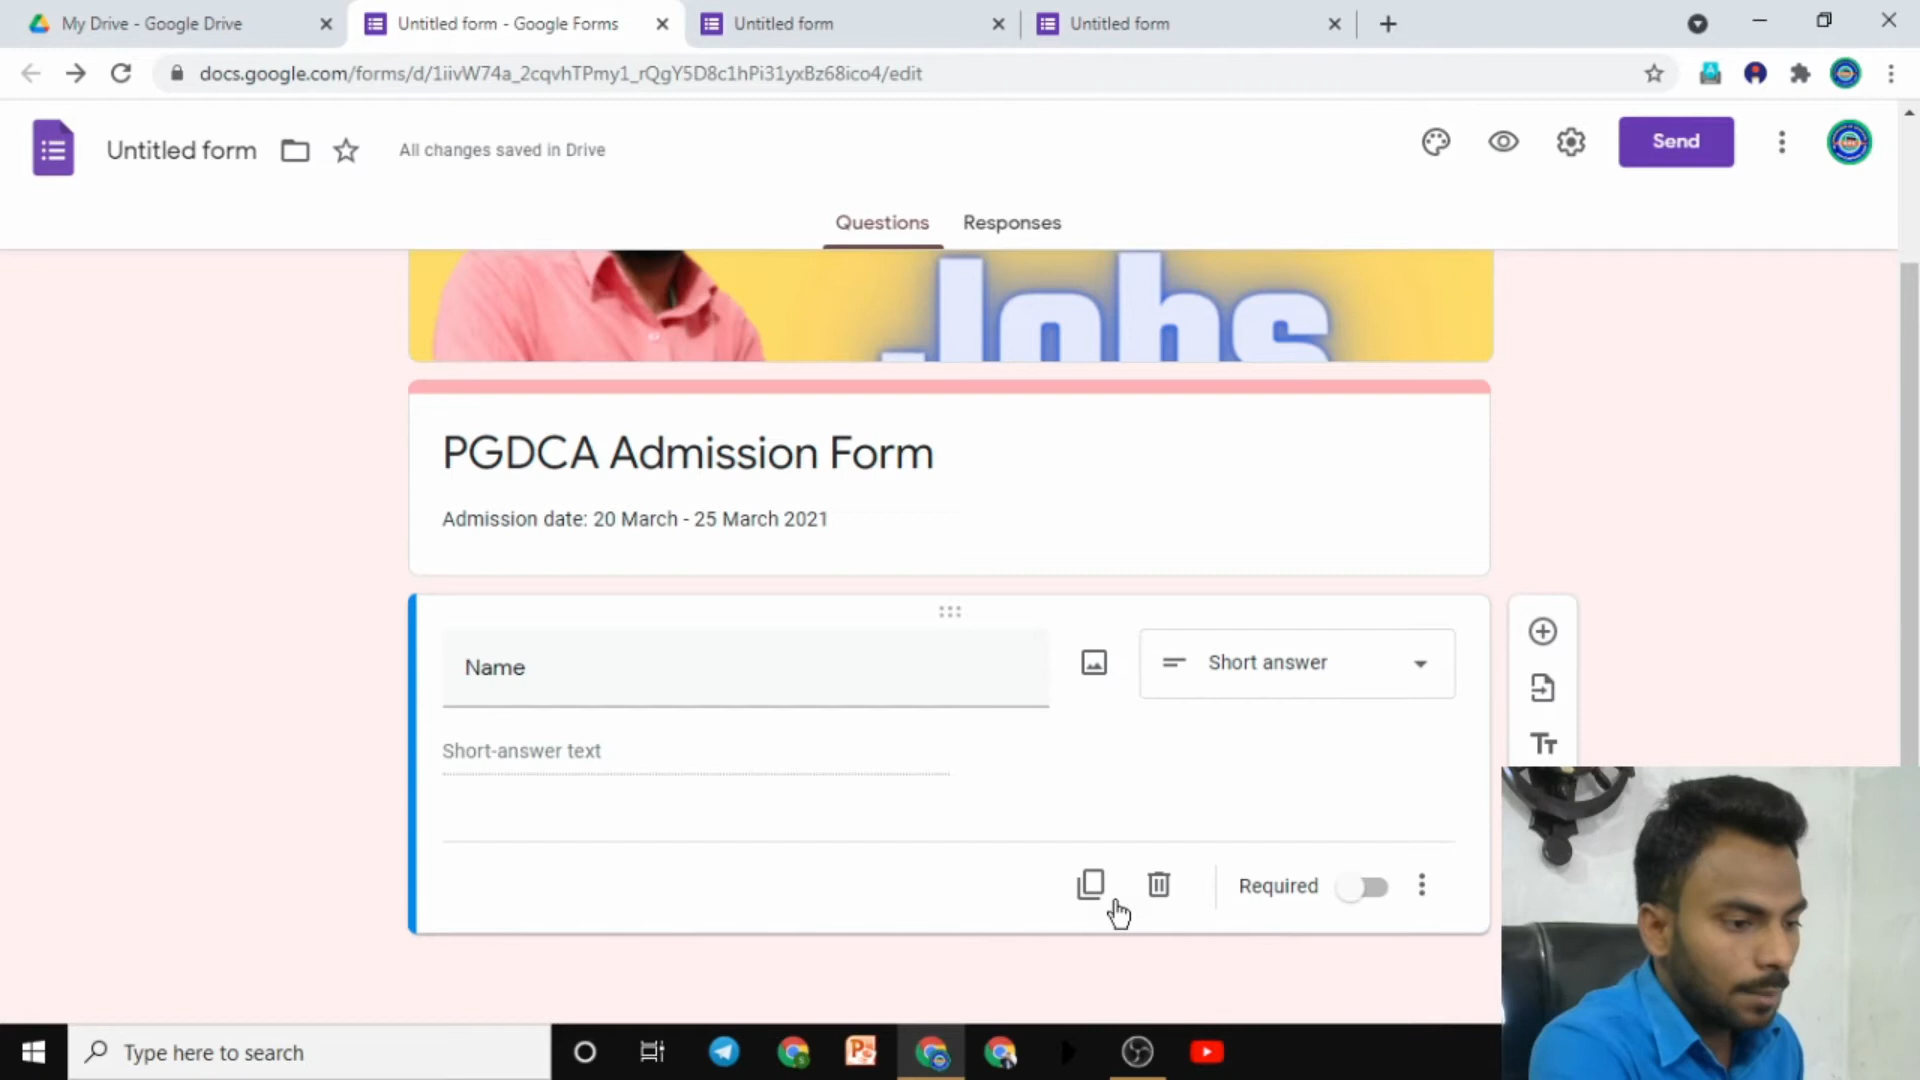 My Drive - Google Drive
Untitled form - Google Forms
Untitled form
Untitled form
docs.google.com/forms/d/1iivW74a_2cqvhTPmy1_rQgY5D8c1hPi31yxBz68ico4/edit
Untitled form
All changes saved in Drive
Send
Questions
Responses
Jobs
PGDCA Admission Form
Admission date: 20 March - 25 March 2021
Name
Short answer
Tт
Short-answer text
Required
Type here to search